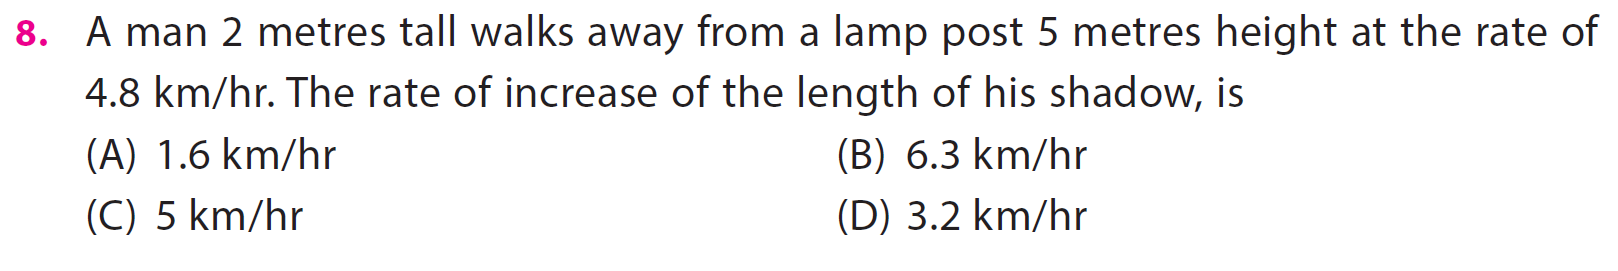 8. A man 2 metres tall walks away from a lamp post 5 metres height at the rate of
4.8 km/hr. The rate of increase of the length of his shadow, is
(A) 1.6 km/hr (B) 6.3 km/hr
(C) 5 km/hr (D) 3.2 km/hr